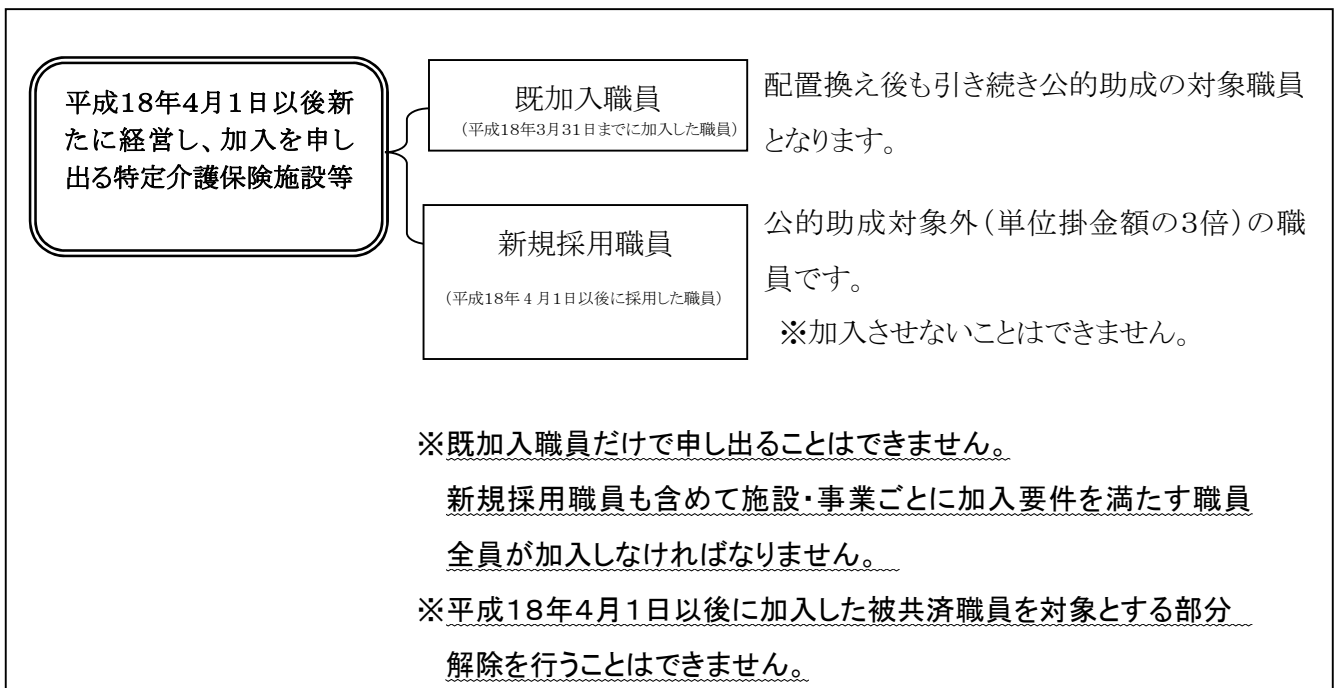 平成18年4月1日以後新
たに経営し、加入を申し
出る特定介護保険施設等
既加入職員
(平成18年3月31日までに加入した職員)
配置換え後も引き続き公的助成の対象職員
となります。
新規採用職員
(平成18年4月1日以後に採用した職員)
公的助成対象外(単位掛金額の3倍)の職
員です。
※加入させないことはできません。
※既加入職員だけで申し出ることはできません。
新規採用職員も含めて施設・事業ごとに加入要件を満たす職員
全員が加入しなければなりません。
※平成18年4月1日以後に加入した被共済職員を対象とする部分
解除を行うことはできません。